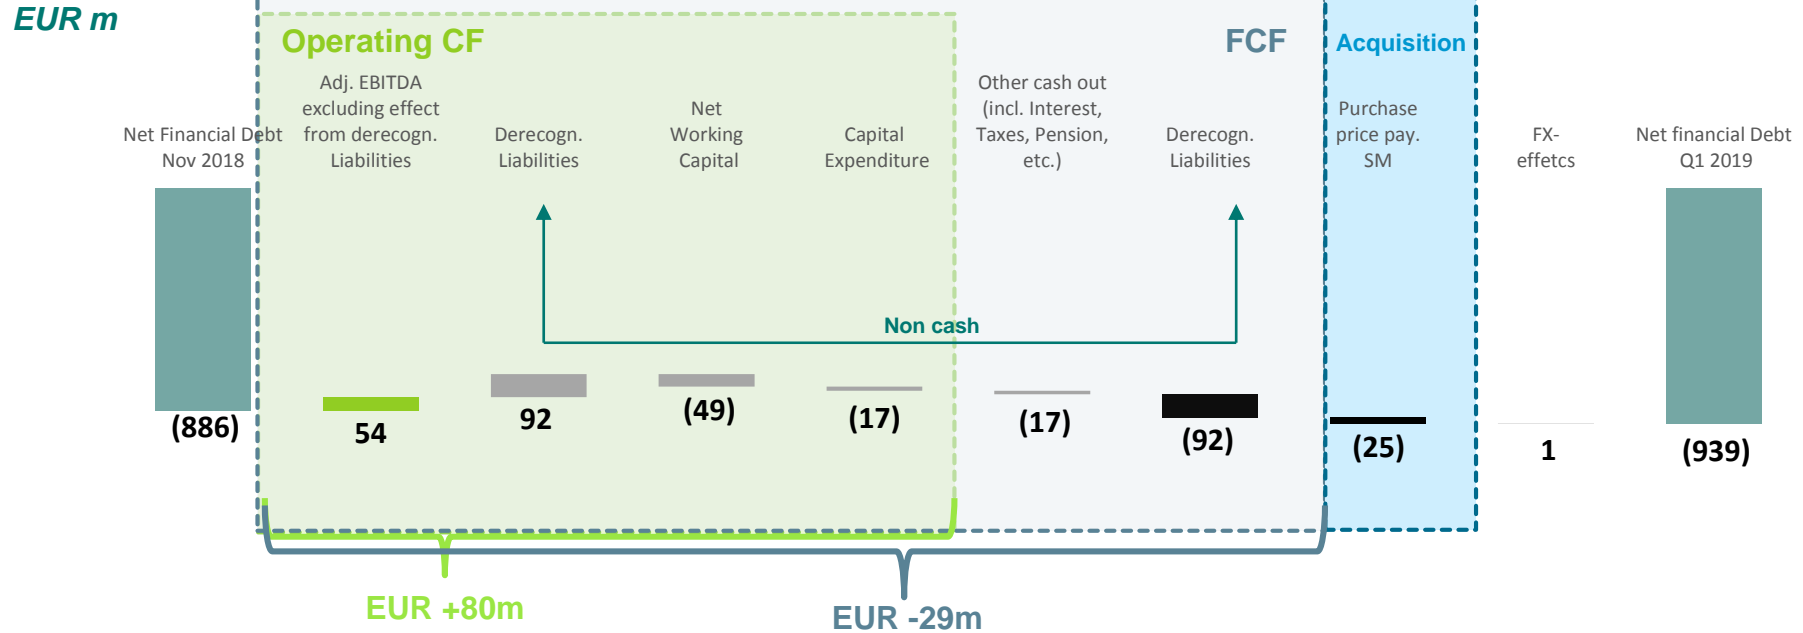 EUR m
Operating CF
FCF
Acquisition
Net Financial Debt
Nov 2018
Adj. EBITDA
excluding effect
from derecogn.
Liabilities
Derecogn.
Liabilities
Net
Working
Capital
Capital
Expenditure
Other cash out
(incl. Interest,
Taxes, Pension,
etc.)
Derecogn.
Liabilities
Purchase
price pay.
SM
FX-
effetcs
Net financial Debt
Q1 2019
Non cash
(886)
54
92
(49)
(17)
(17)
(92)
(25)
1
(939)
EUR +80m
EUR -29m